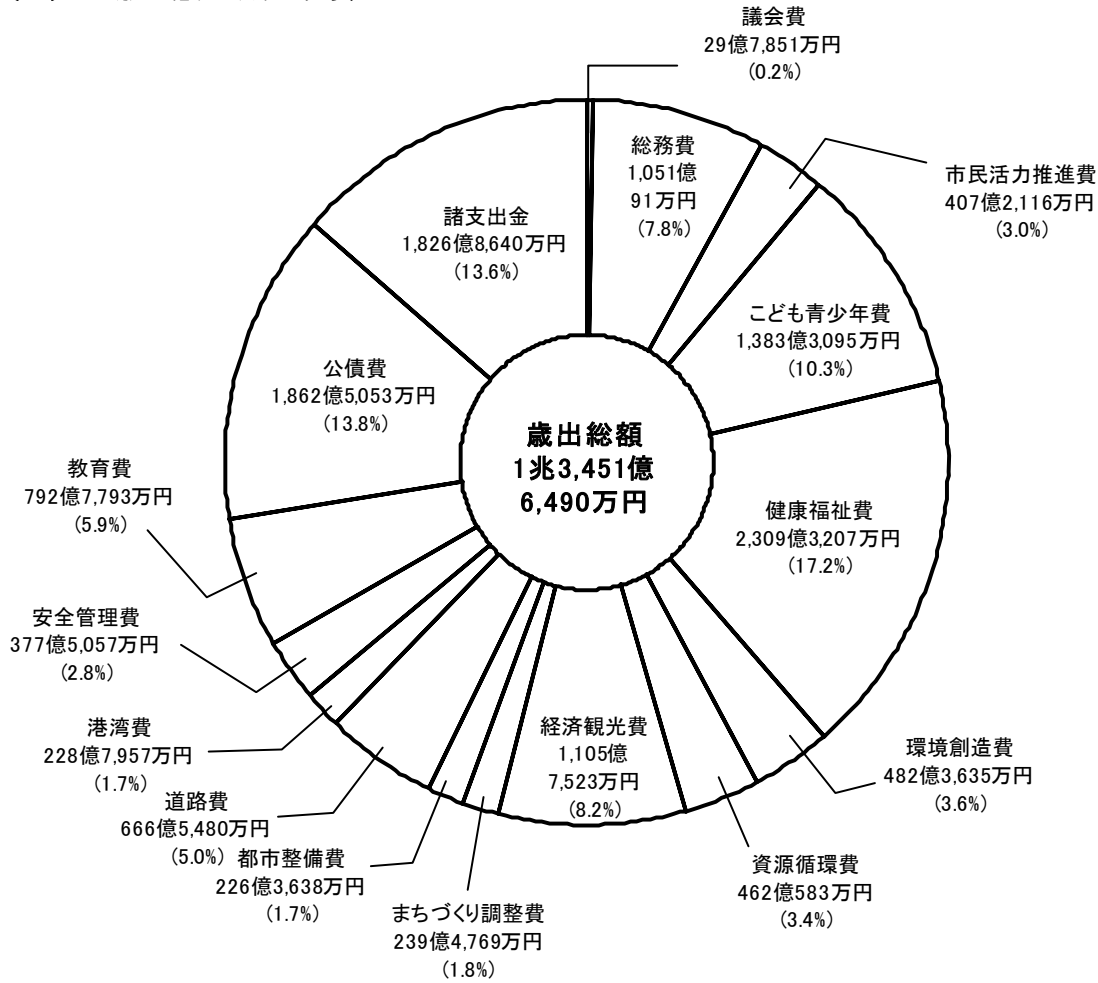 議会費
29億7,851万円
(0.2%)
総務費
1,051億
91万円
(7.8%)
市民活力推進費
407億2,116万円
(3.0%)
こども青少年費
1,383億3,095万円
(10.3%)
健康福祉費
2,309億3,207万円
(17.2%)
環境創造費
482億3,635万円
(3.6%)
資源循環費
462億583万円
(3.4%)
経済観光費
1,105億
7,523万円
(8.2%)
まちづくり調整費
239億4,769万円
(1.8%)
都市整備費
226億3,638万円
(1.7%)
道路費
666億5,480万円
(5.0%)
港湾費
228億7,957万円
(1.7%)
安全管理費
377億5,057万円
(2.8%)
教育費
792億7,793万円
(5.9%)
公債費
1,862億5,053万円
(13.8%)
諸支出金
1,826億8,640万円
(13.6%)
歳出総額
1兆3,451億
6,490万円